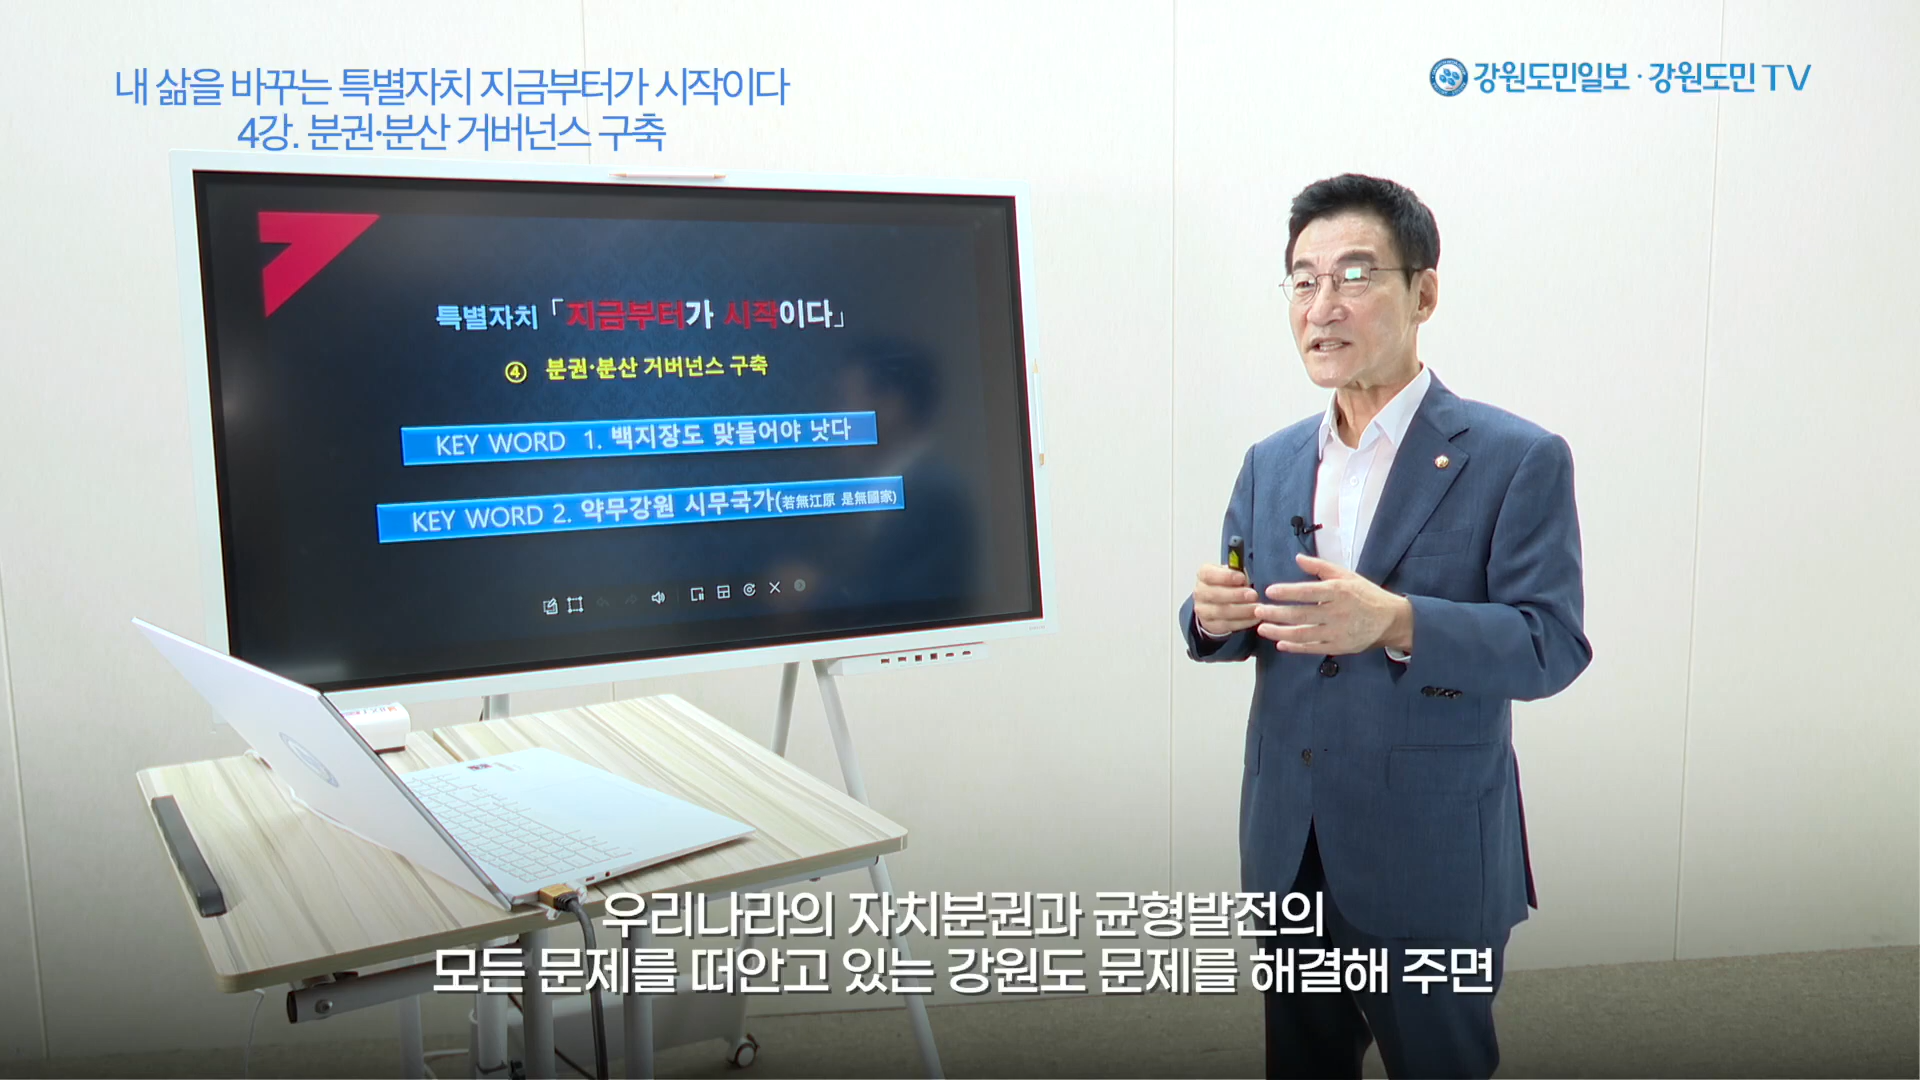 내 삶을 바꾸는 특별자치 지금부터가 시작이다
4강. 분권·분산 거버넌스 구축
강원도민일보 · 강원도민TV
특별자치 「지금부터가 시작이다」
④ 분권·분산 거버넌스 구축
KEY WORD 1. 백지장도 맞들어야 낫다
KEY WORD 2. 약무강원 시무국가(若無江原 是無國家)
우리나라의 자치분권과 균형발전의
모든 문제를 떠안고 있는 강원도 문제를 해결해 주면